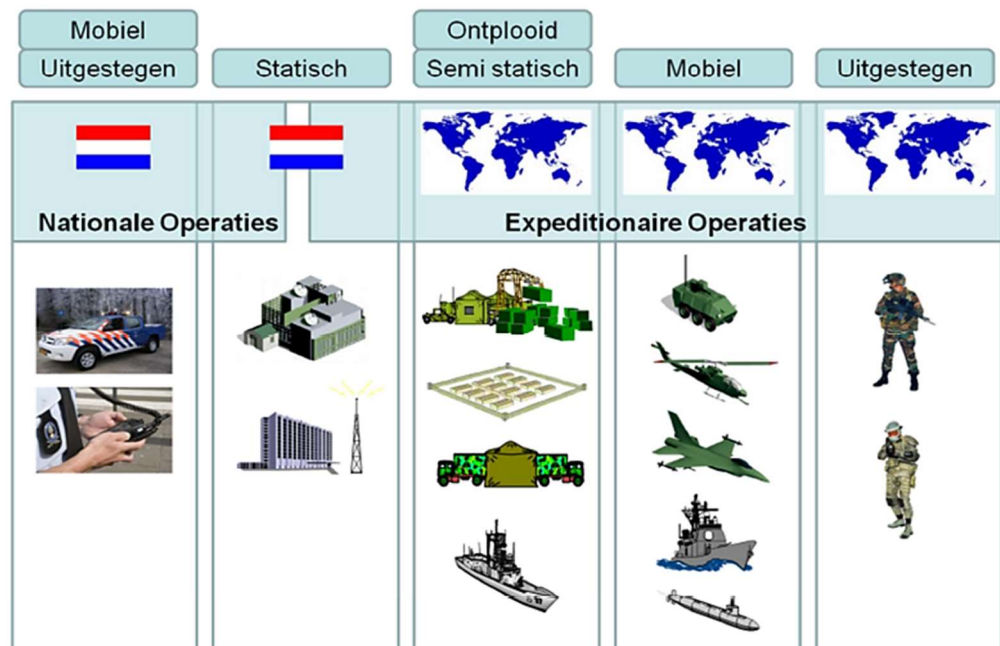 Mobiel
Uitgestegen
Statisch
Ontplooid
Semi statisch
Mobiel
Uitgestegen
Nationale Operaties
Expeditionaire Operaties